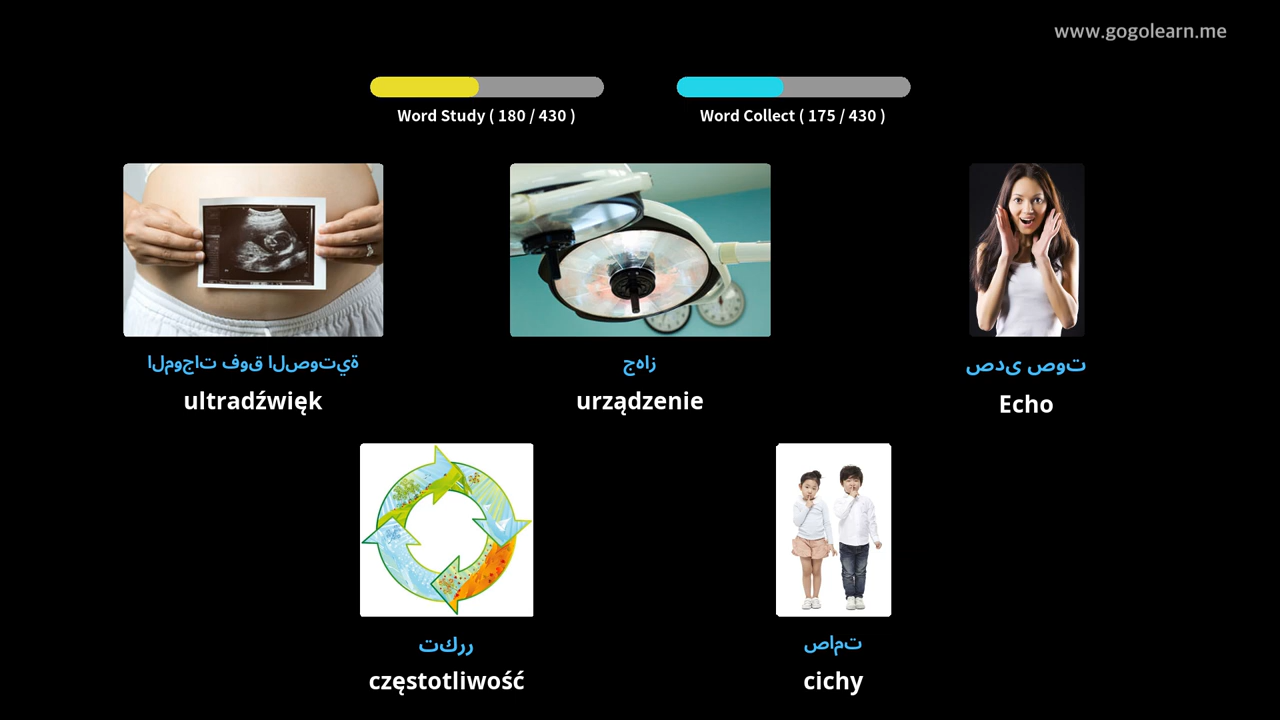 www.gogolearn.me
Word Study ( 180 / 430 )
Word Collect ( 175 / 430 )
الموجات فوق الصوتية
ultradźwięk
جهاز
urządzenie
صدى صوت
Echo
تكرر
częstotliwość
صامت
cichy